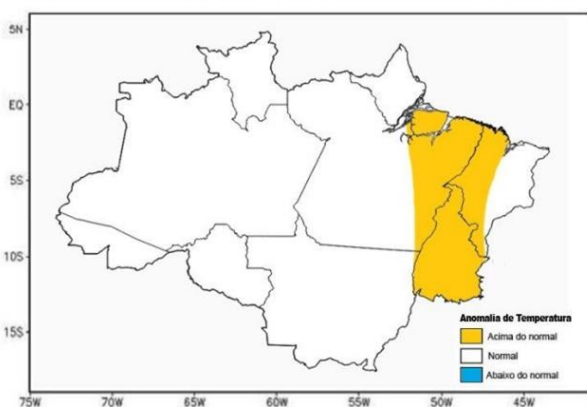 5N
EQ
5S
10S
15S
75W 70W 65W 60W 55W 50W 45W
Anomalia de Temperatura
Acima do normal
Normal
Abaixo do normal